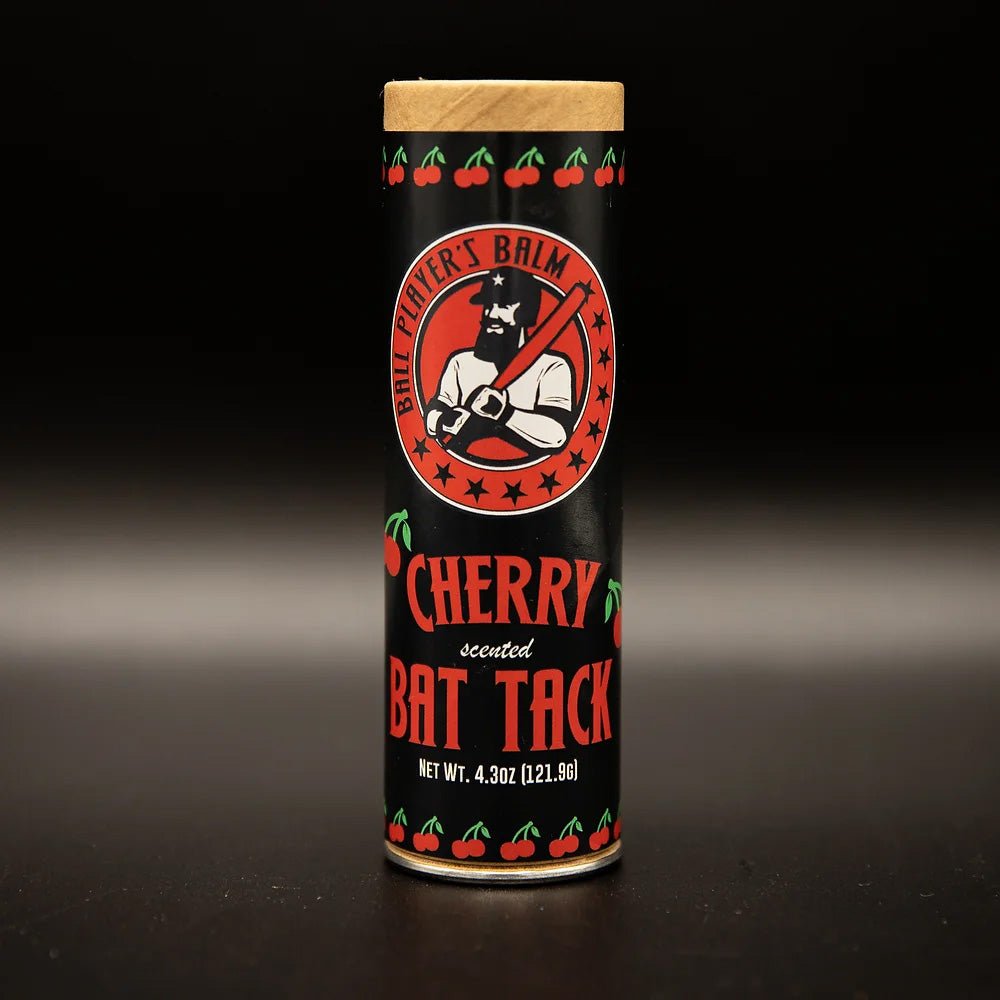 BALL PLAYER'S BALM
CHERRY
scented
BAT TACK
NET WT. 4.3OZ (121.9G)